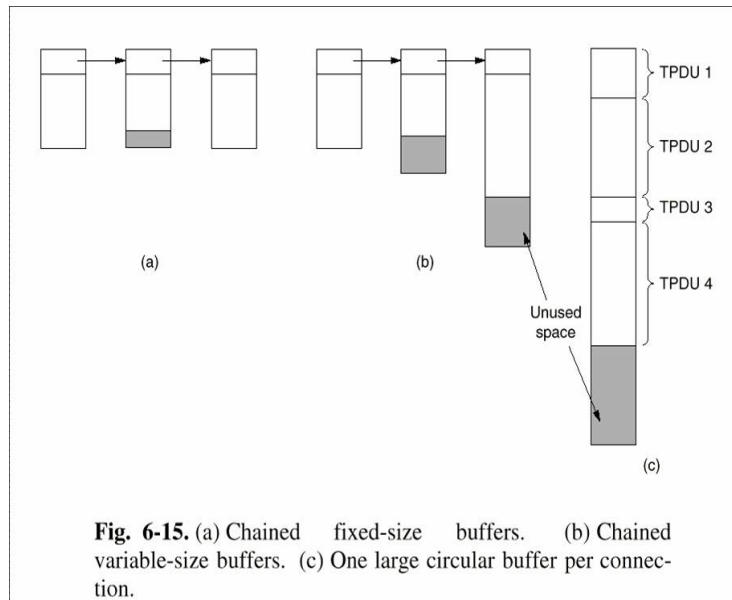 TPDU 1
TPDU 2
TPDU 3
TPDU 4
(a)
(b)
Unused
space
(c)
Fig. 6-15. (a) Chained fixed-size buffers. (b) Chained
variable-size buffers. (c) One large circular buffer per connec-
tion.